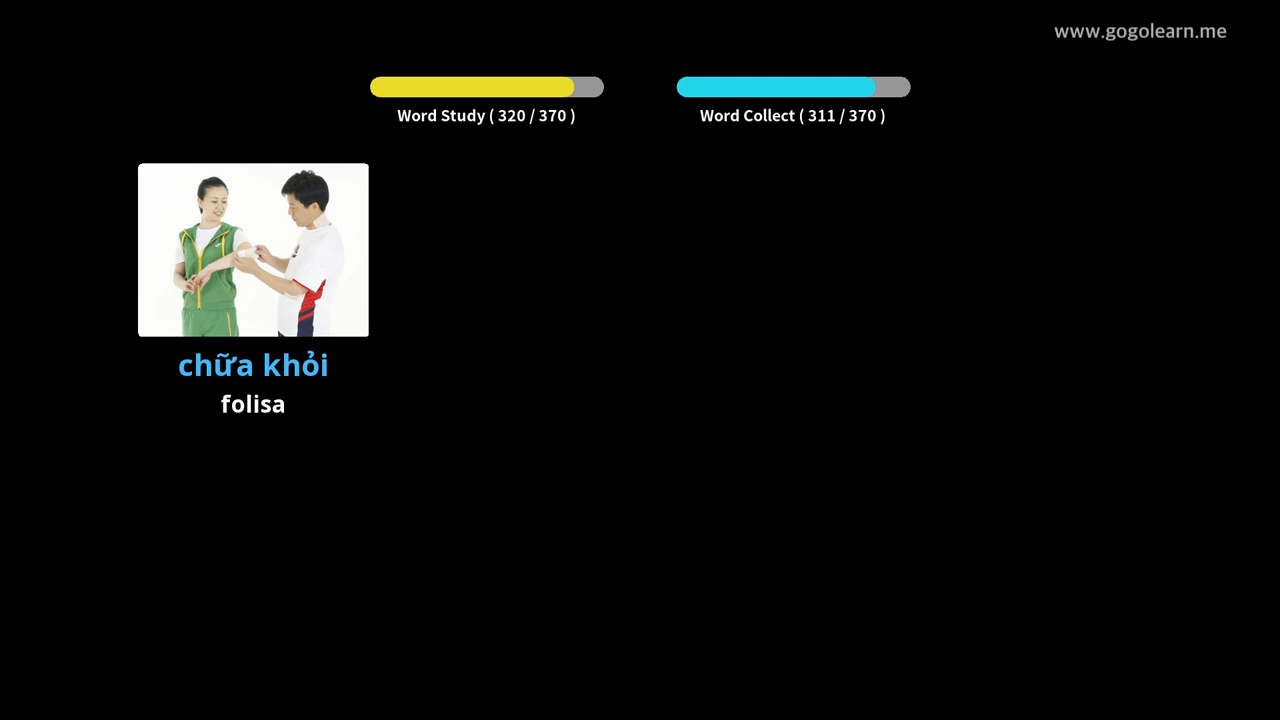 www.gogolearn.me
Word Study ( 320 / 370 )
Word Collect ( 311 / 370 )
chữa khỏi
folisa